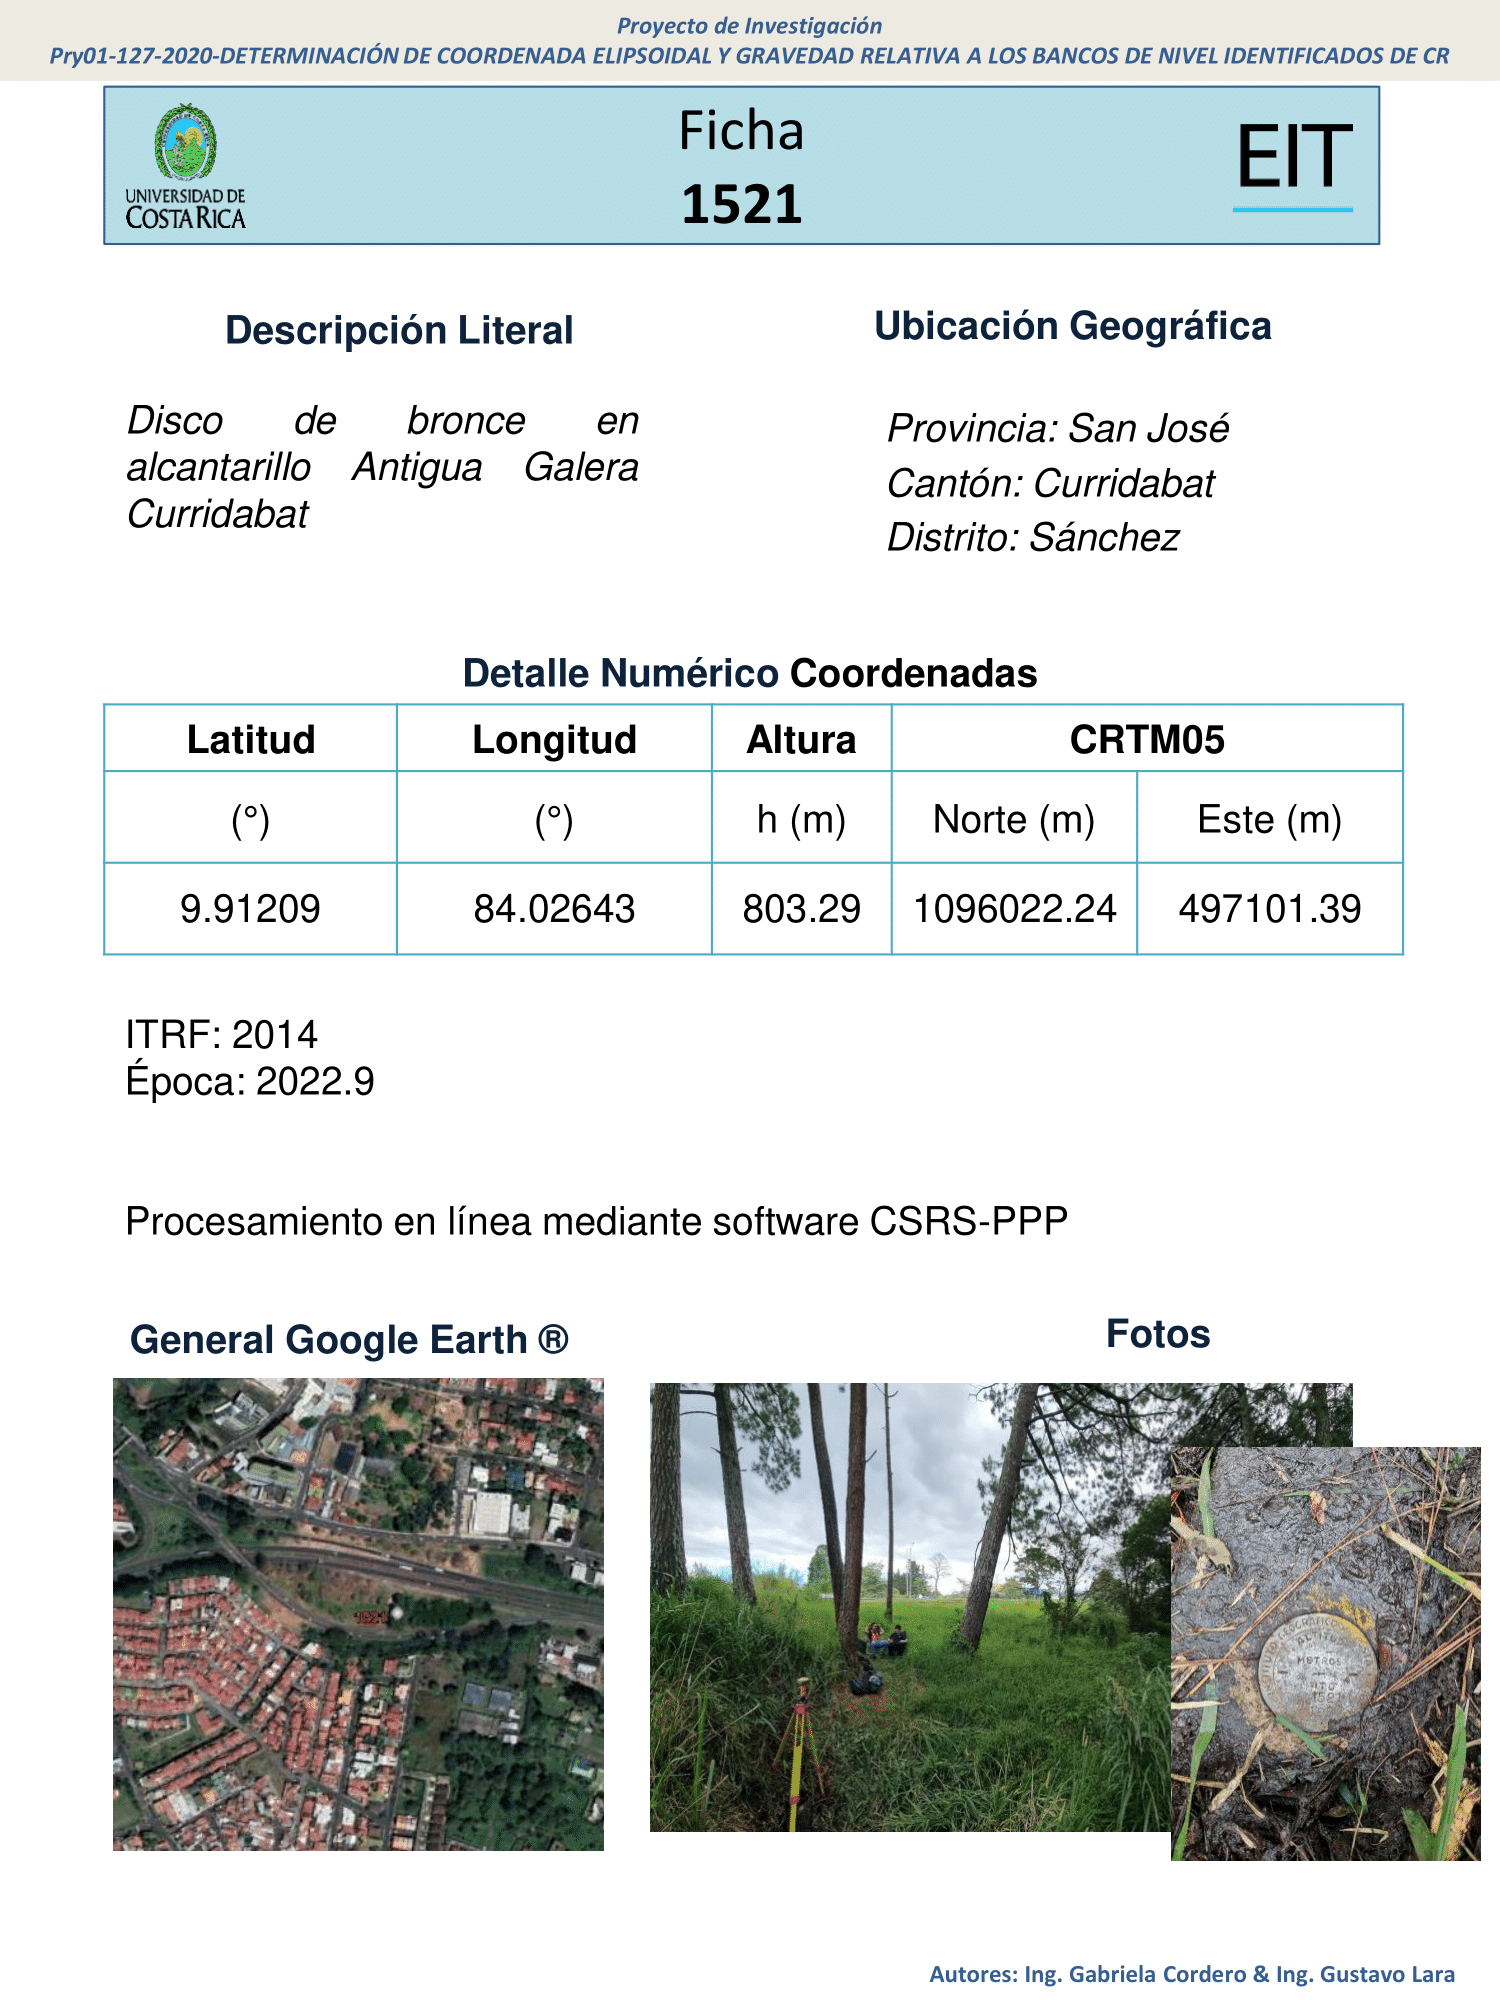 Proyecto de Investigación
Pry01-127-2020-DETERMINACIÓN DE COORDENADA ELIPSOIDAL Y GRAVEDAD RELATIVA A LOS BANCOS DE NIVEL IDENTIFICADOS DE CR
UNIVERSIDAD DE
COSTA RICA
Ficha
1521
EIT
Descripción Literal
Disco de bronce en
alcantarillo Antigua Galera
Curridabat
Ubicación Geográfica
Provincia: San José
Cantón: Curridabat
Distrito: Sánchez
Detalle Numérico Coordenadas
Latitud Longitud Altura CRTM05
(°) (°) h (m) Norte (m) Este (m)
9.91209 84.02643 803.29 1096022.24 497101.39
ITRF: 2014
Época: 2022.9
Procesamiento en línea mediante software CSRS-PPP
General Google Earth ®
Fotos
1521
METROS
1521
Autores: Ing. Gabriela Cordero & Ing. Gustavo Lara